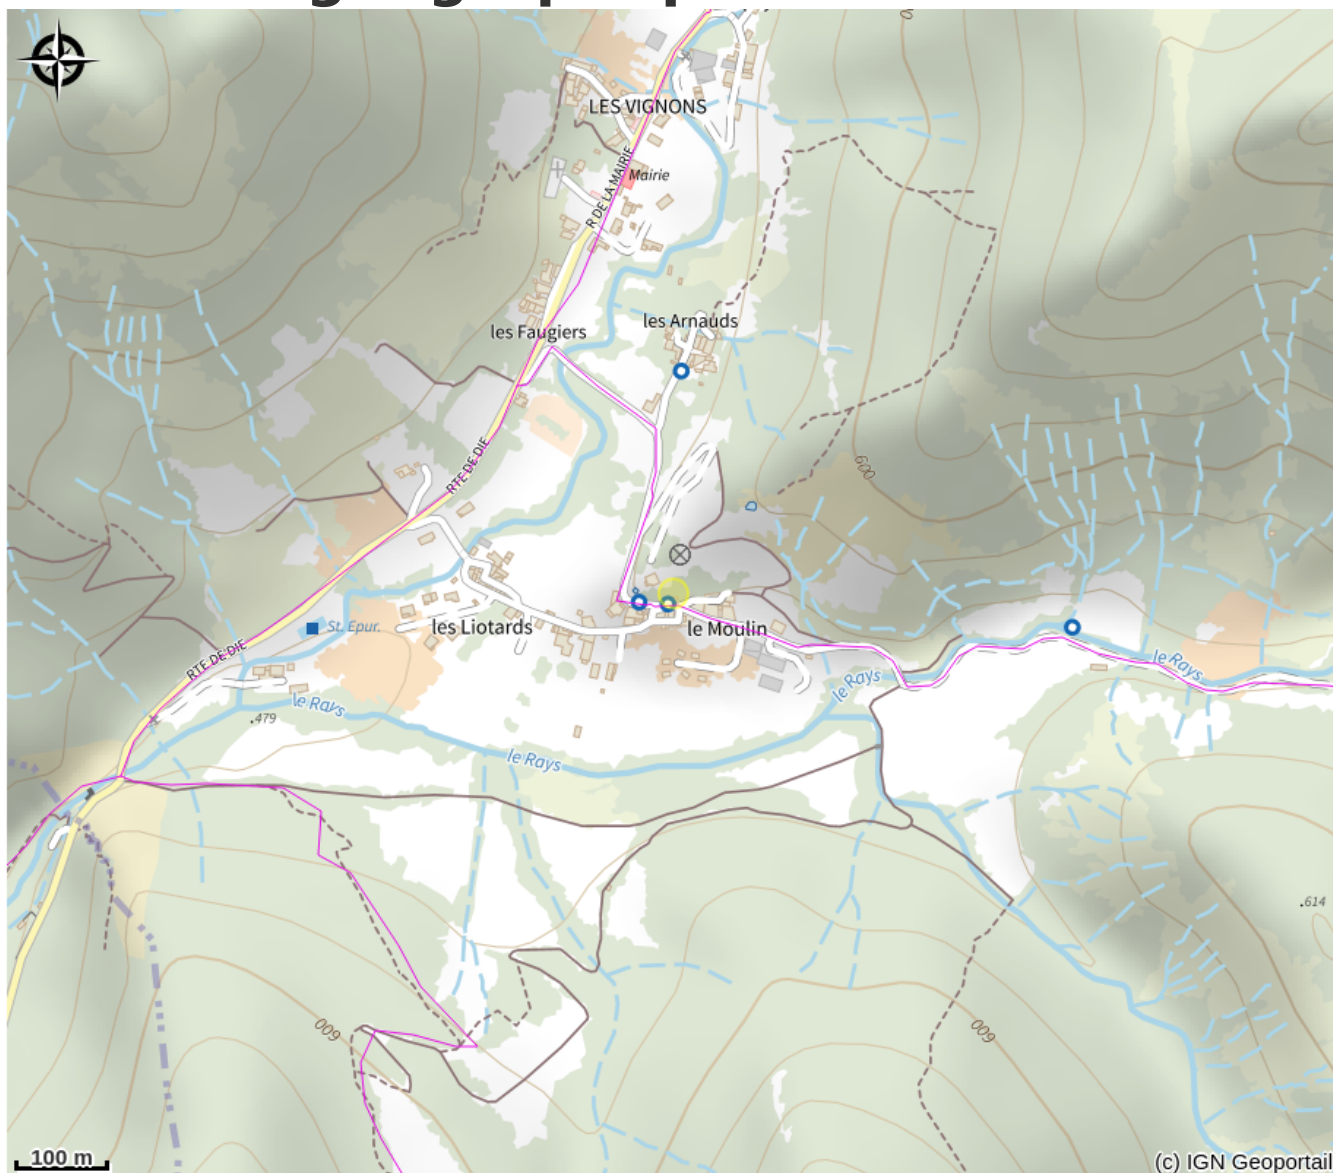 LES VIGNONS
R DE LA MAIRIE
Mairie
les Arnauds
les Faugiers
RTE DE DIE
600
St. Epur.
les Liotards
le Moulin
RTE DE DIE
le Rays
le Rays
le Rays
.479
le Rays
.614
600
600
100 m
(c) IGN Geoportail